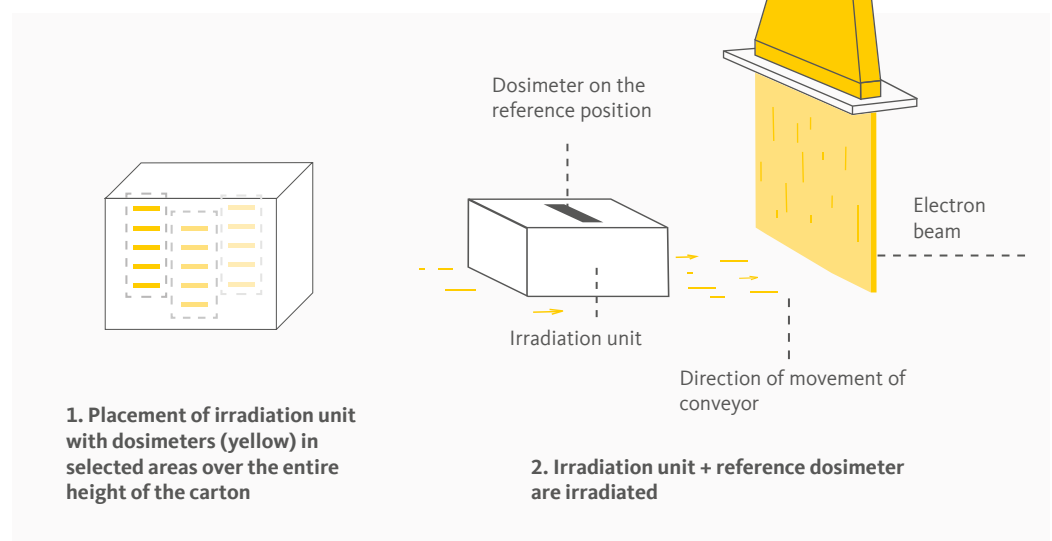 Dosimeter on the
reference position
Electron
beam
Irradiation unit
Direction of movement of
conveyor
1. Placement of irradiation unit
with dosimeters (yellow) in
selected areas over the entire
height of the carton
2. Irradiation unit + reference dosimeter
are irradiated